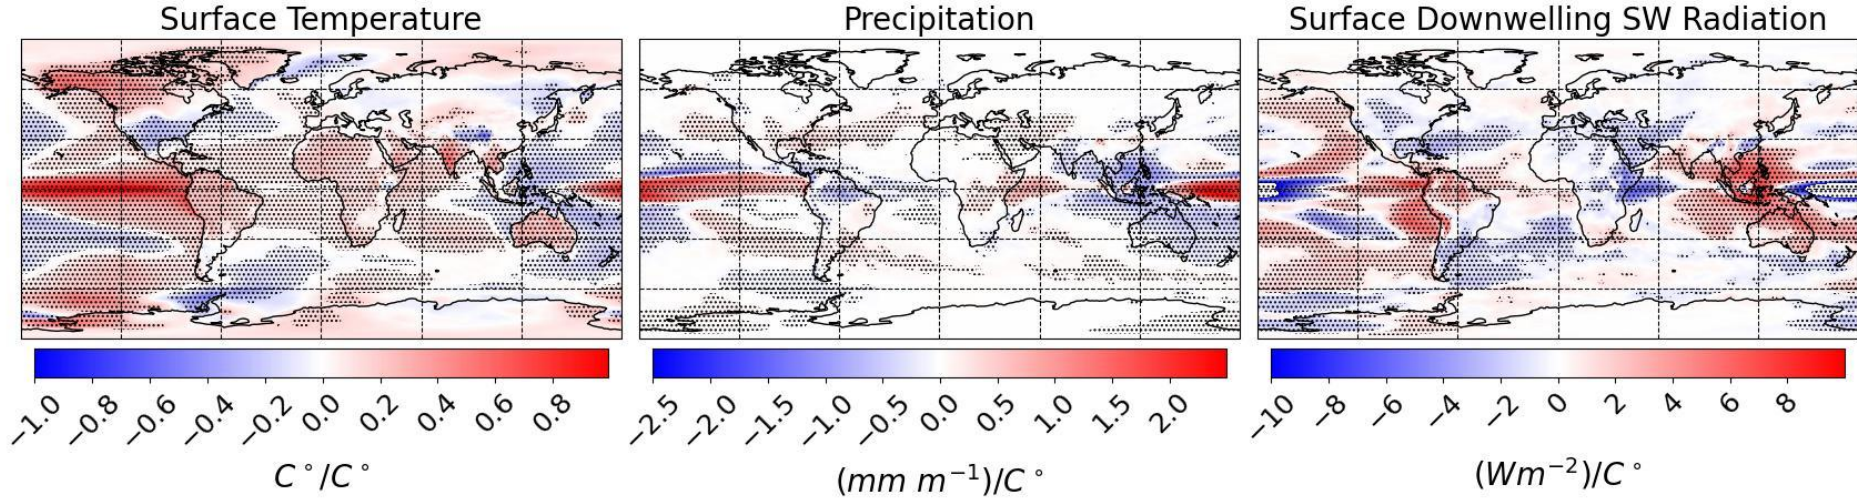 Surface Temperature
Precipitation
Surface Downwelling SW Radiation
−1.0 −0.8 −0.6 −0.4 −0.2 0.0 0.2 0.4 0.6 0.8
−2.5 −2.0 −1.5 −1.0 −0.5 0.0 0.5 1.0 1.5 2.0
−10 −8 −6 −4 −2 0 2 4 6 8
C°/C°
(mm m⁻¹)/C°
(Wm⁻²)/C°